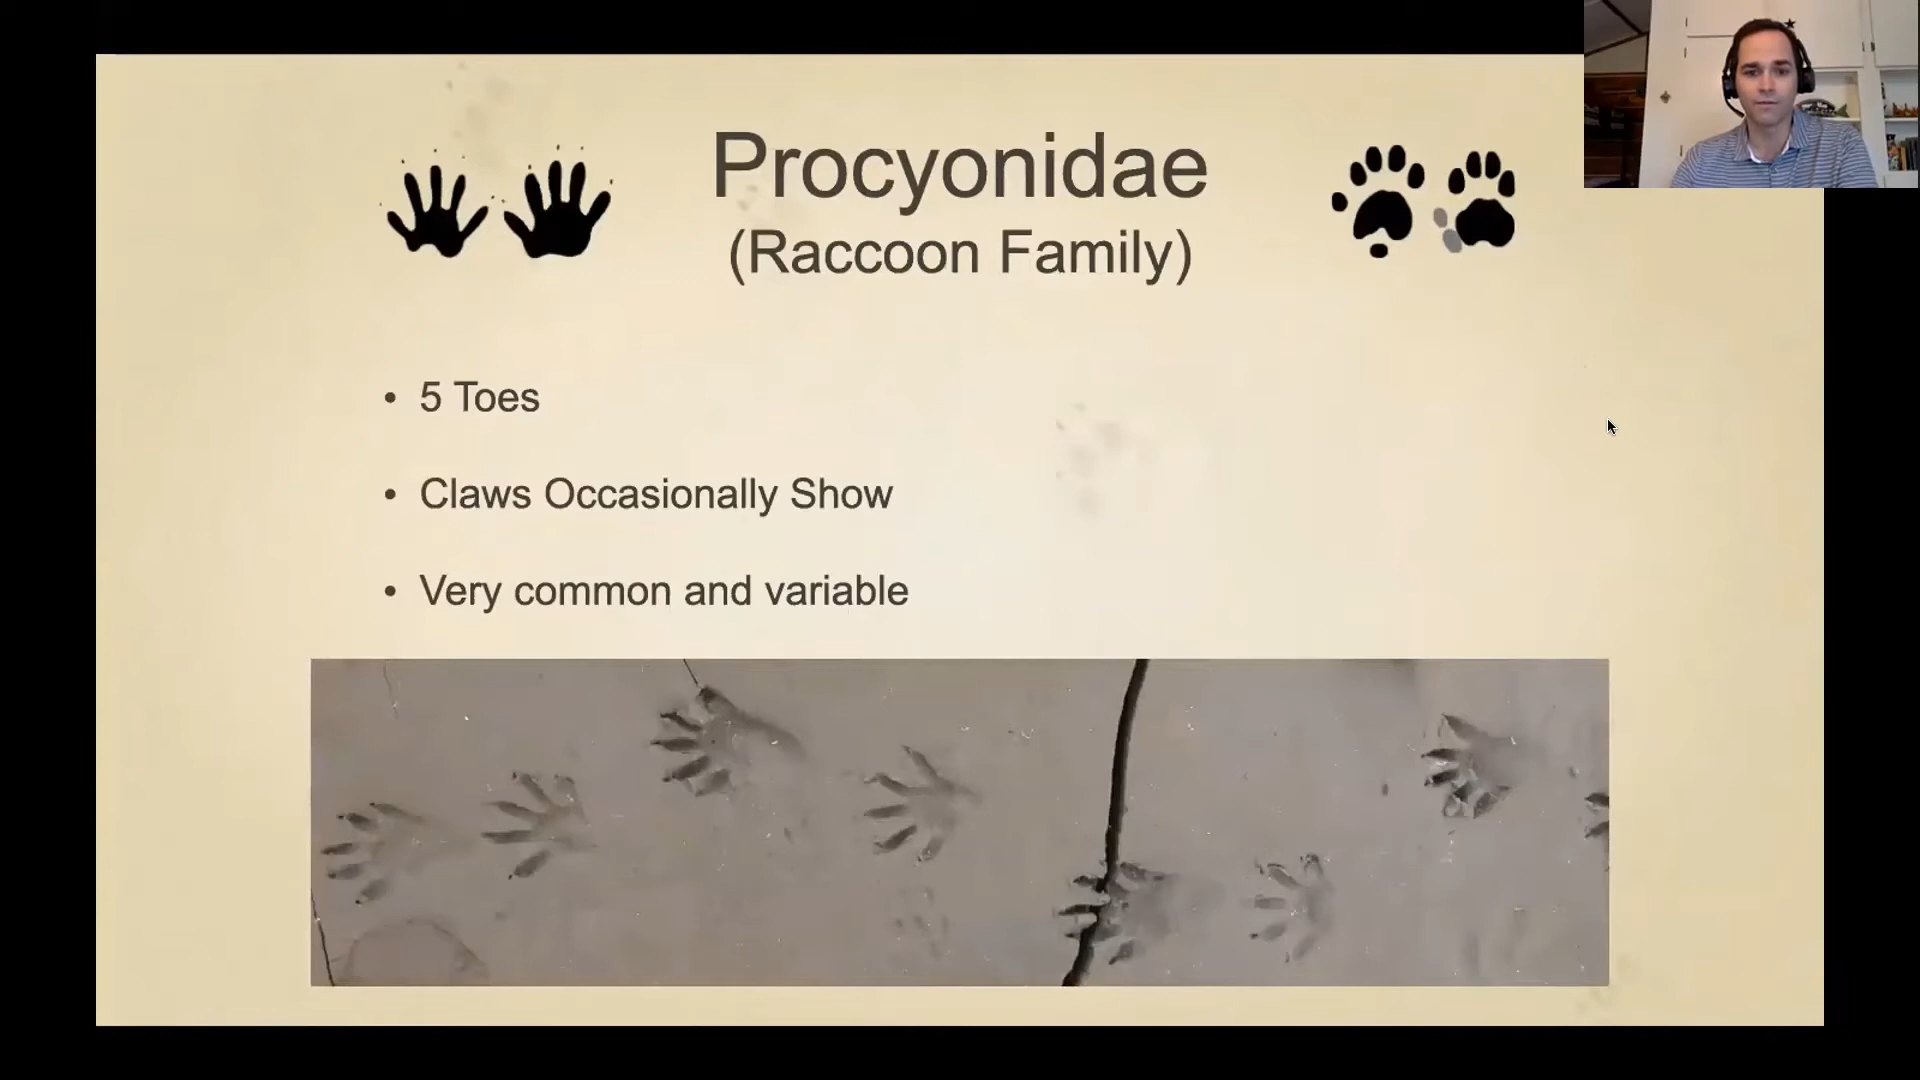 Procyonidae
(Raccoon Family)
• 5 Toes
• Claws Occasionally Show
• Very common and variable